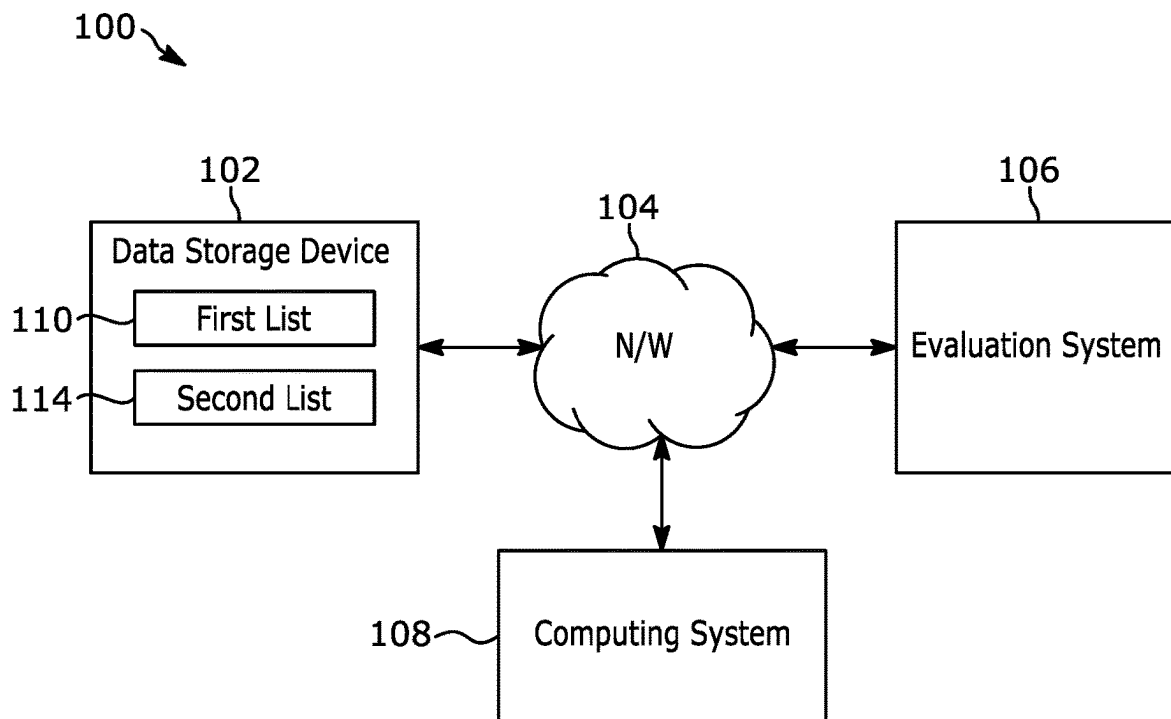 100
102
106
104
Data Storage Device
110
First List
N/W
Evaluation System
114
Second List
108
Computing System